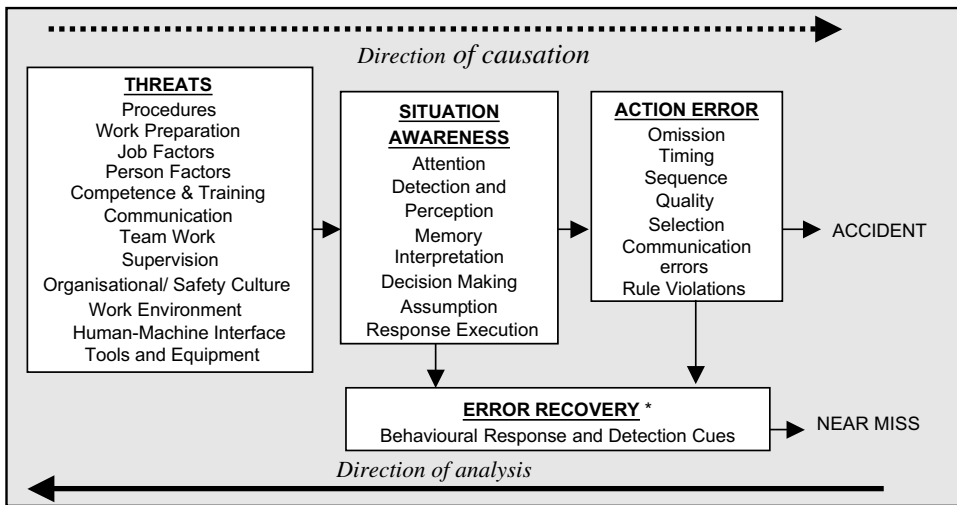 Direction of causation
THREATS
Procedures
Work Preparation
Job Factors
Person Factors
Competence & Training
Communication
Team Work
Supervision
Organisational/ Safety Culture
Work Environment
Human-Machine Interface
Tools and Equipment
SITUATION
AWARENESS
Attention
Detection and
Perception
Memory
Interpretation
Decision Making
Assumption
Response Execution
ACTION ERROR
Omission
Timing
Sequence
Quality
Selection
Communication
errors
Rule Violations
ACCIDENT
ERROR RECOVERY *
Behavioural Response and Detection Cues
NEAR MISS
Direction of analysis